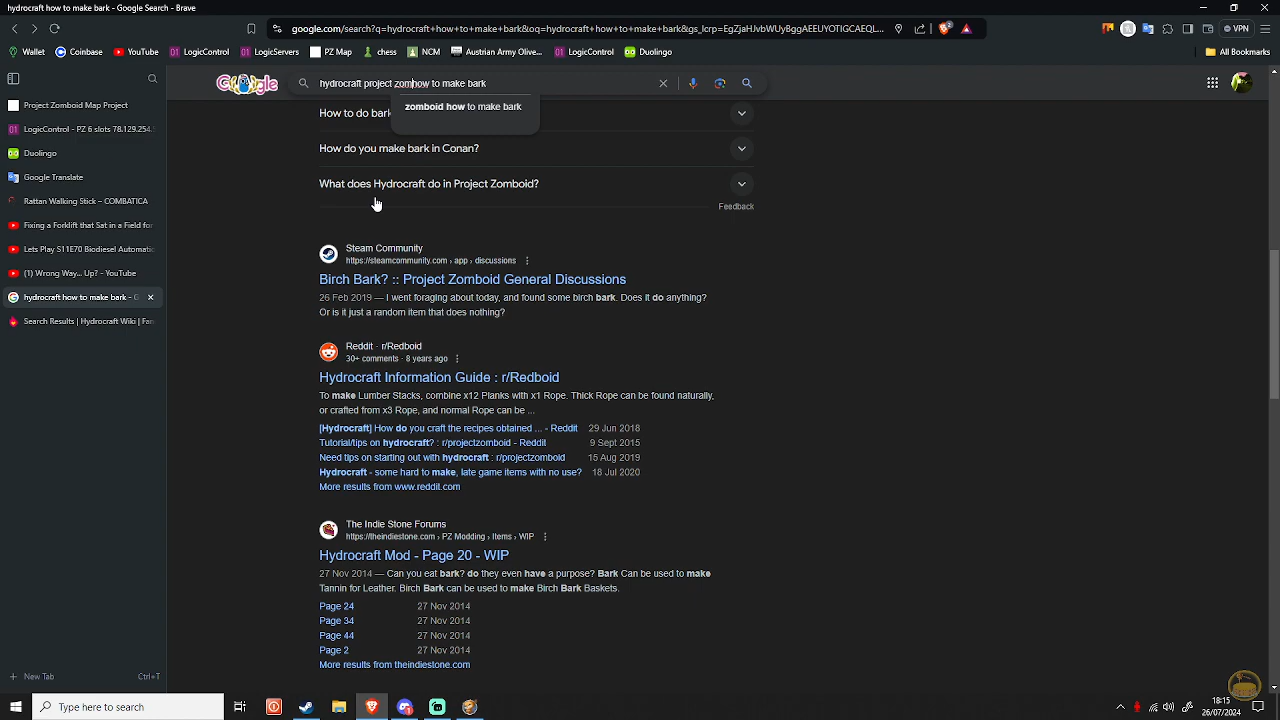 hydrocraft how to make bark - Google Search - Brave
google.com/search?q=hydrocraft+how+to+make+bark&oq=hydrocraft+how+to+make+bark&gs_lcrp=EgZjaHJvbWUyBggAEEUYOTIGCAEQLhhA...
VPN
Wallet Coinbase YouTube LogicControl LogicServers PZ Map chess NCM Austrian Army Olive... LogicControl Duolingo All Bookmarks
Google
hydrocraft project zomhow to make bark
zomboid how to make bark
Project Zomboid Map Project
LogicControl - PZ 6 slots 78.129.254.
Duolingo
Google Translate
Rattan Walking Stick – COMBATICA
Fixing a Forklift that Sat in a Field for
Lets Play S11E70 Biodiesel Automatic
(1) Wrong Way... Up? - YouTube
hydrocraft how to make bark - G
Search Results | Hydrocraft Wiki | Fan
How to do bark
How do you make bark in Conan?
What does Hydrocraft do in Project Zomboid?
Feedback
Steam Community
https://steamcommunity.com › app › discussions
Birch Bark? :: Project Zomboid General Discussions
26 Feb 2019 — I went foraging about today, and found some birch bark. Does it do anything?
Or is it just a random item that does nothing?
Reddit · r/Redboid
30+ comments · 8 years ago
Hydrocraft Information Guide : r/Redboid
To make Lumber Stacks, combine x12 Planks with x1 Rope. Thick Rope can be found naturally,
or crafted from x3 Rope, and normal Rope can be ...
[Hydrocraft] How do you craft the recipes obtained ... - Reddit 29 Jun 2018
Tutorial/tips on hydrocraft? : r/projectzomboid - Reddit 9 Sept 2015
Need tips on starting out with hydrocraft : r/projectzomboid 15 Aug 2019
Hydrocraft - some hard to make, late game items with no use? 18 Jul 2020
More results from www.reddit.com
The Indie Stone Forums
https://theindiestone.com › PZ Modding › Items › WIP
Hydrocraft Mod - Page 20 - WIP
27 Nov 2014 — Can you eat bark? do they even have a purpose? Bark Can be used to make
Tannin for Leather. Birch Bark can be used to make Birch Bark Baskets.
Page 24 27 Nov 2014
Page 34 27 Nov 2014
Page 44 27 Nov 2014
Page 2 27 Nov 2014
More results from theindiestone.com
New Tab Ctrl+T
Type here to search
18:15
26/07/2024